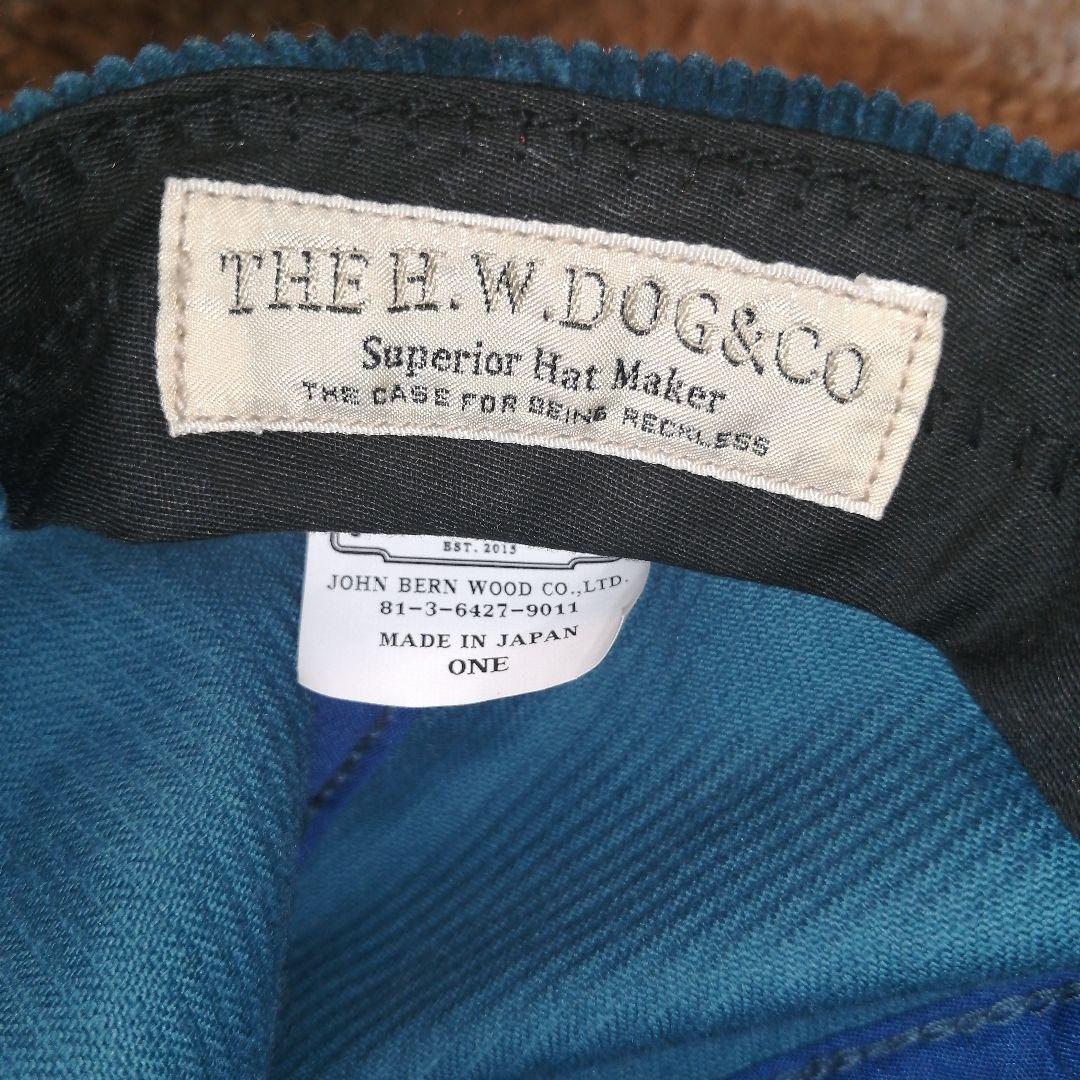 THE H.W.DOG&CO
Superior Hat Maker
THE CASE FOR BEING RECKLESS
EST. 2015
JOHN BERN WOOD CO.,LTD.
81-3-6427-9011
MADE IN JAPAN
ONE